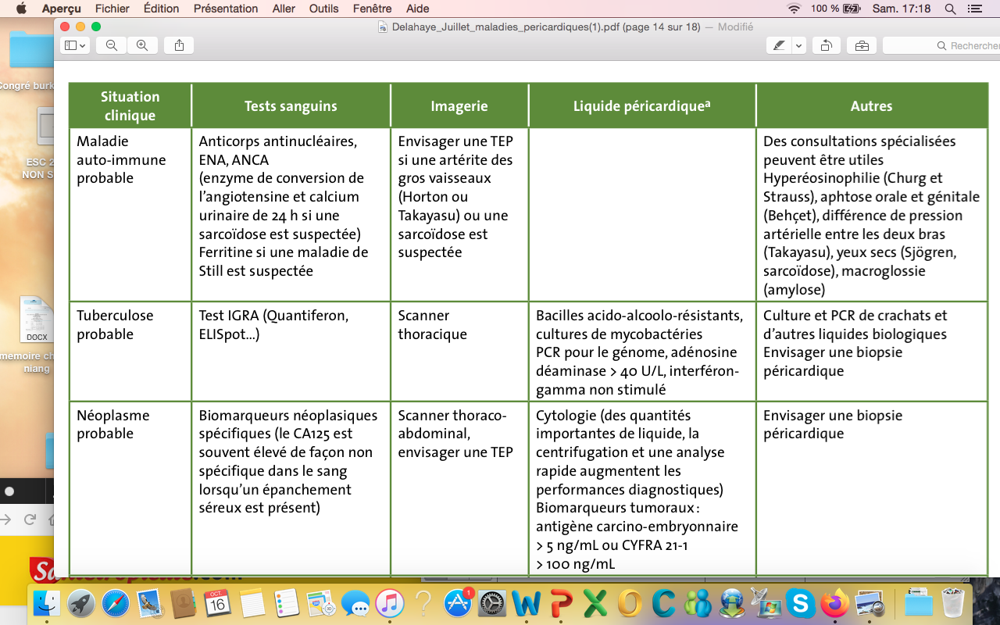 Aperçu Fichier Édition Présentation Aller Outils Fenêtre Aide 100 % Sam. 17:18
Delahaye_Juillet_maladies_pericardiques(1).pdf (page 14 sur 18) — Modifié
Rechercher
Congré burk
ESC 2
NON S
DOCX
memoire ch
niang
Situation
clinique
Tests sanguins
Imagerie
Liquide péricardiqueª
Autres
Maladie
auto-immune
probable
Anticorps antinucléaires,
ENA, ANCA
(enzyme de conversion de
l’angiotensine et calcium
urinaire de 24 h si une
sarcoïdose est suspectée)
Ferritine si une maladie de
Still est suspectée
Envisager une TEP
si une artérite des
gros vaisseaux
(Horton ou
Takayasu) ou une
sarcoïdose est
suspectée
Des consultations spécialisées
peuvent être utiles
Hyperéosinophilie (Churg et
Strauss), aphtose orale et génitale
(Behçet), différence de pression
artérielle entre les deux bras
(Takayasu), yeux secs (Sjögren,
sarcoïdose), macroglossie
(amylose)
Tuberculose
probable
Test IGRA (Quantiferon,
ELISpot...)
Scanner
thoracique
Bacilles acido-alcoolo-résistants,
cultures de mycobactéries
PCR pour le génome, adénosine
déaminase > 40 U/L, interféron-
gamma non stimulé
Culture et PCR de crachats et
d’autres liquides biologiques
Envisager une biopsie
péricardique
Néoplasme
probable
Biomarqueurs néoplasiques
spécifiques (le CA125 est
souvent élevé de façon non
spécifique dans le sang
lorsqu’un épanchement
séreux est présent)
Scanner thoraco-
abdominal,
envisager une TEP
Cytologie (des quantités
importantes de liquide, la
centrifugation et une analyse
rapide augmentent les
performances diagnostiques)
Biomarqueurs tumoraux :
antigène carcino-embryonnaire
> 5 ng/mL ou CYFRA 21-1
> 100 ng/mL
Envisager une biopsie
péricardique
OCT.
16
1